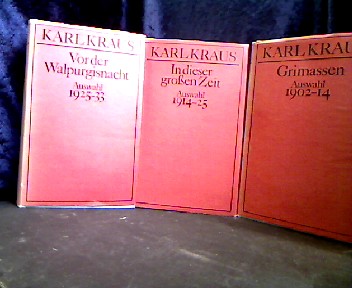 KARL KRAUS
Vor der
Walpurgisnacht
Auswahl
1925–33
KARL KRAUS
In dieser
großen Zeit
Auswahl
1914–25
KARL KRAU
Grimassen
Auswahl
1902–14